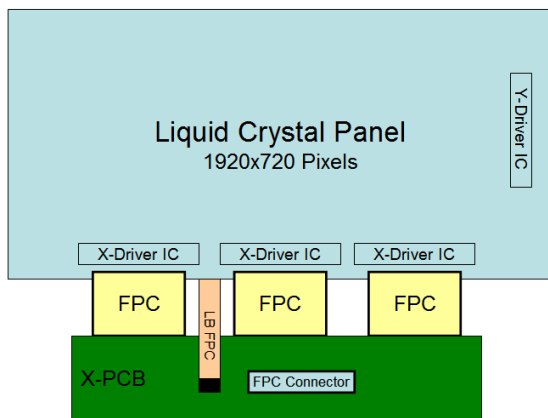 Liquid Crystal Panel
1920x720 Pixels
Y-Driver IC
X-Driver IC
X-Driver IC
X-Driver IC
FPC
LB FPC
FPC
FPC
X-PCB
FPC Connector